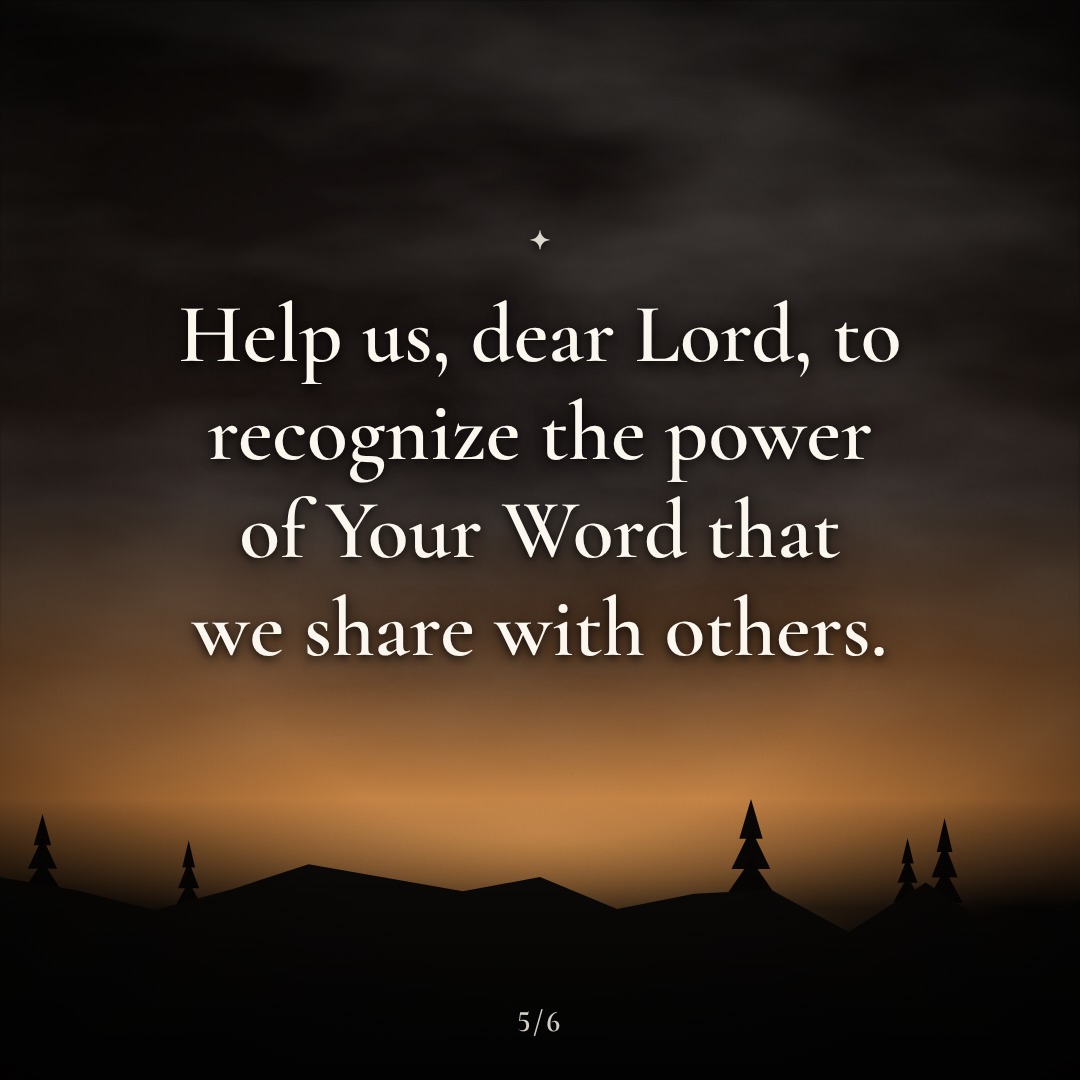 Help us, dear Lord, to
recognize the power
of Your Word that
we share with others.
5/6